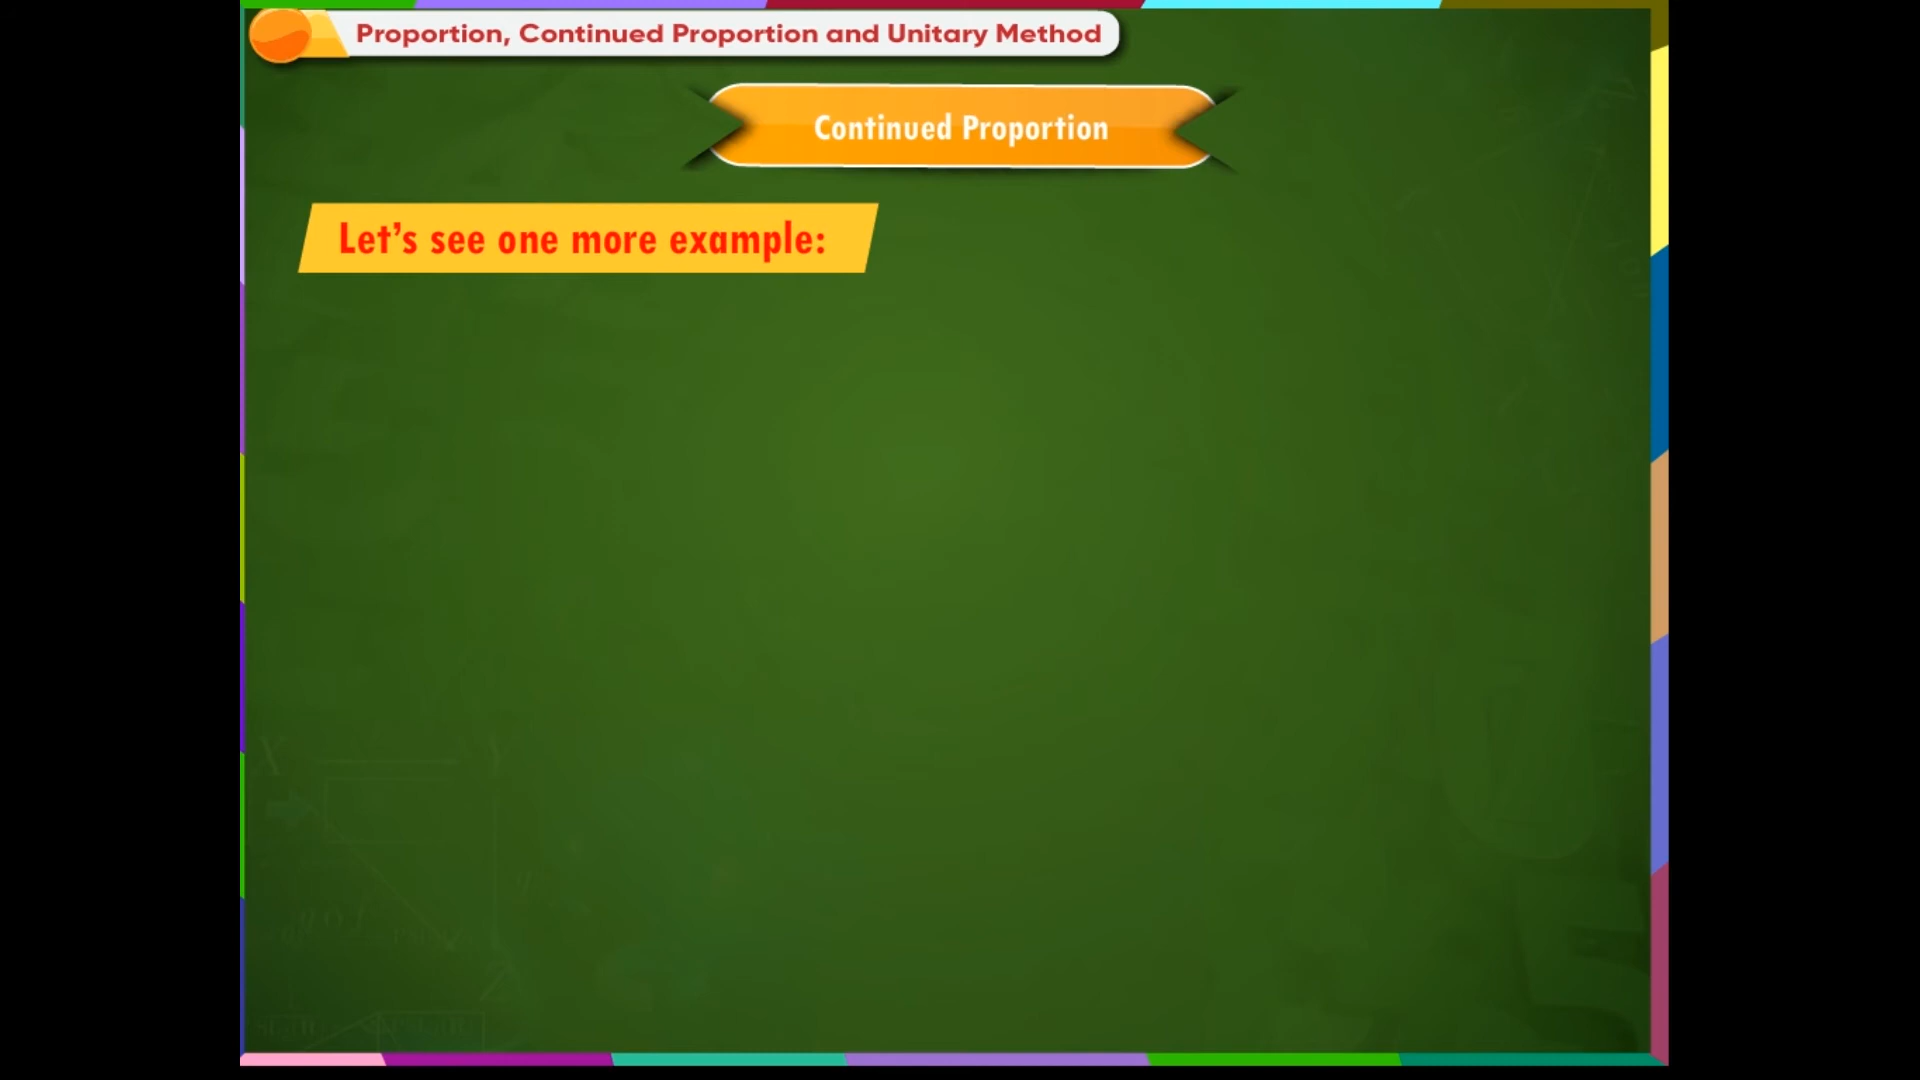 Proportion, Continued Proportion and Unitary Method
Continued Proportion
Let's see one more example: